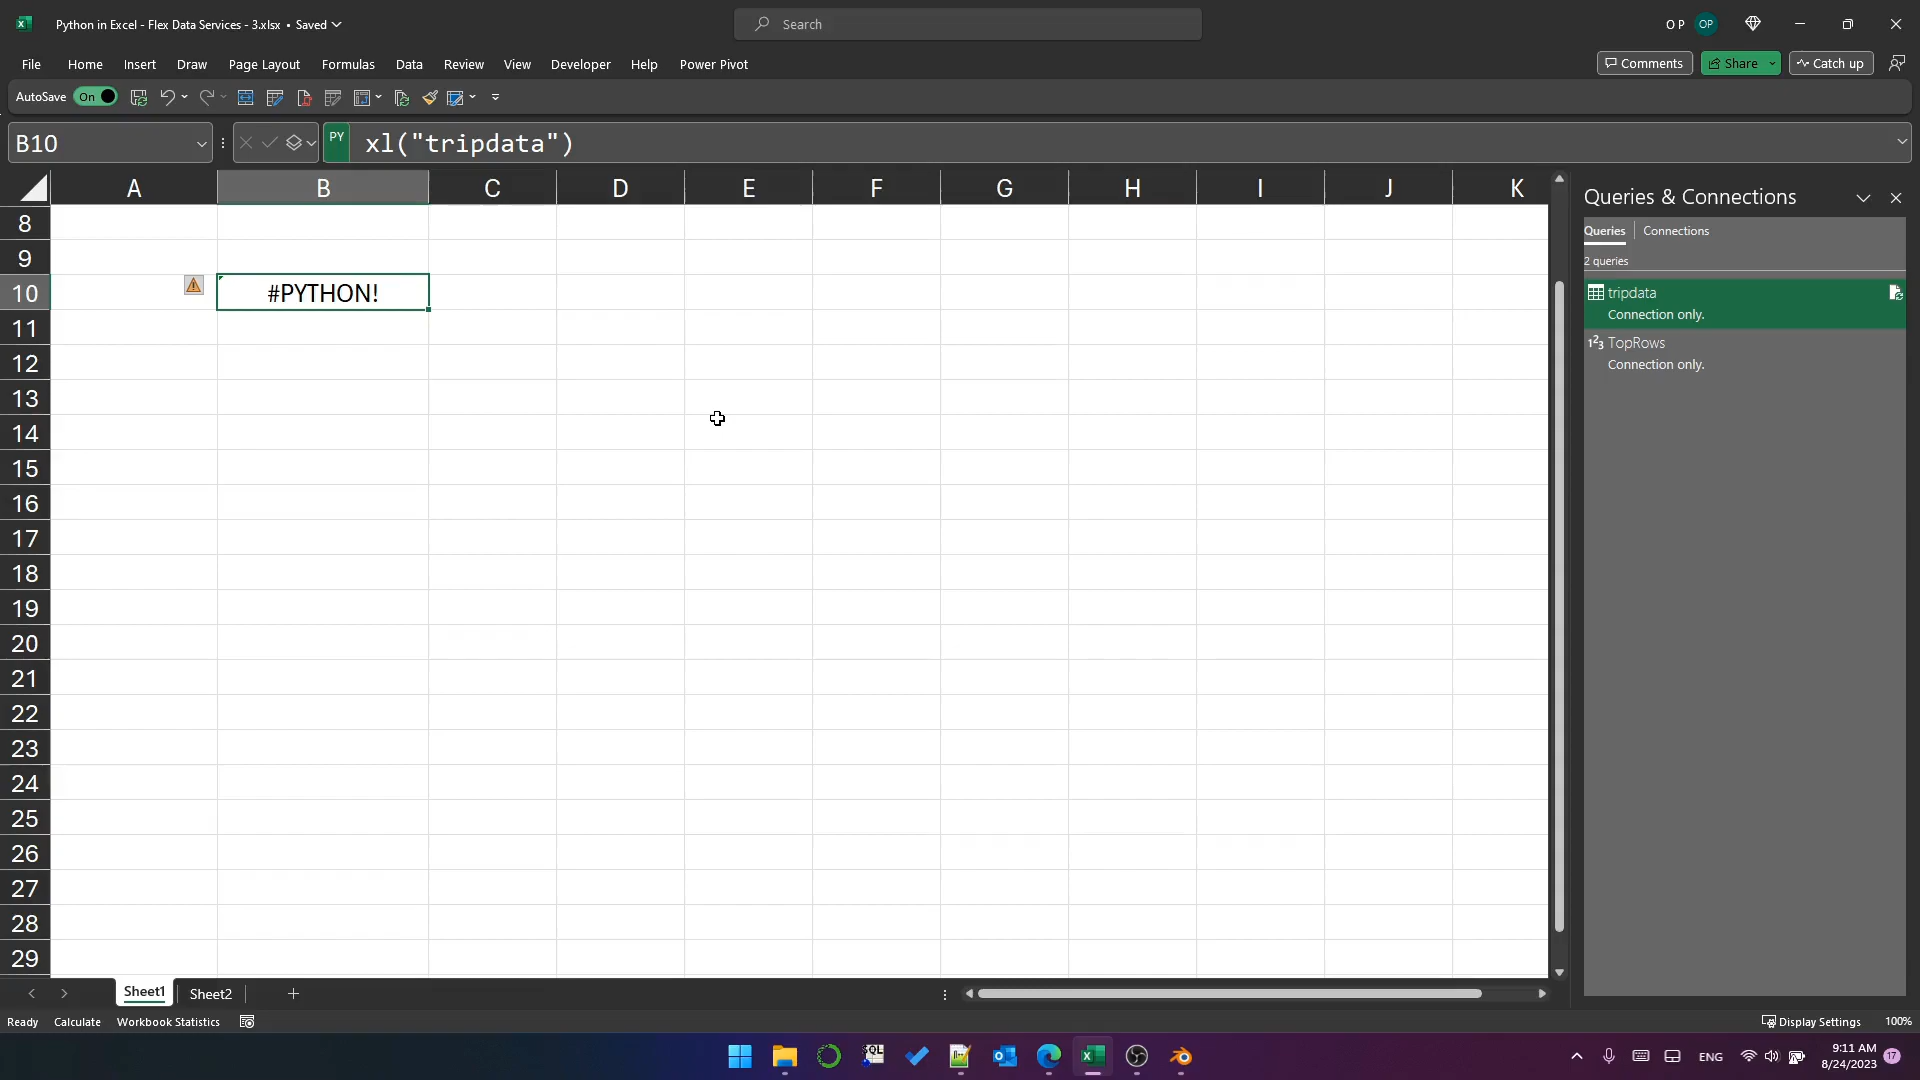 Python in Excel - Flex Data Services - 3.xlsx • Saved
Search
O P
OP
File Home Insert Draw Page Layout Formulas Data Review View Developer Help Power Pivot
Comments
Share
Catch up
AutoSave On
B10
PY
xl("tripdata")
A B C D E F G H I J K
8
9
10 #PYTHON!
11
12
13
14
15
16
17
18
19
20
21
22
23
24
25
26
27
28
29
Queries & Connections
Queries Connections
2 queries
tripdata
Connection only.
TopRows
Connection only.
Sheet1 Sheet2
Ready Calculate Workbook Statistics
Display Settings
100%
ENG
9:11 AM
8/24/2023
17